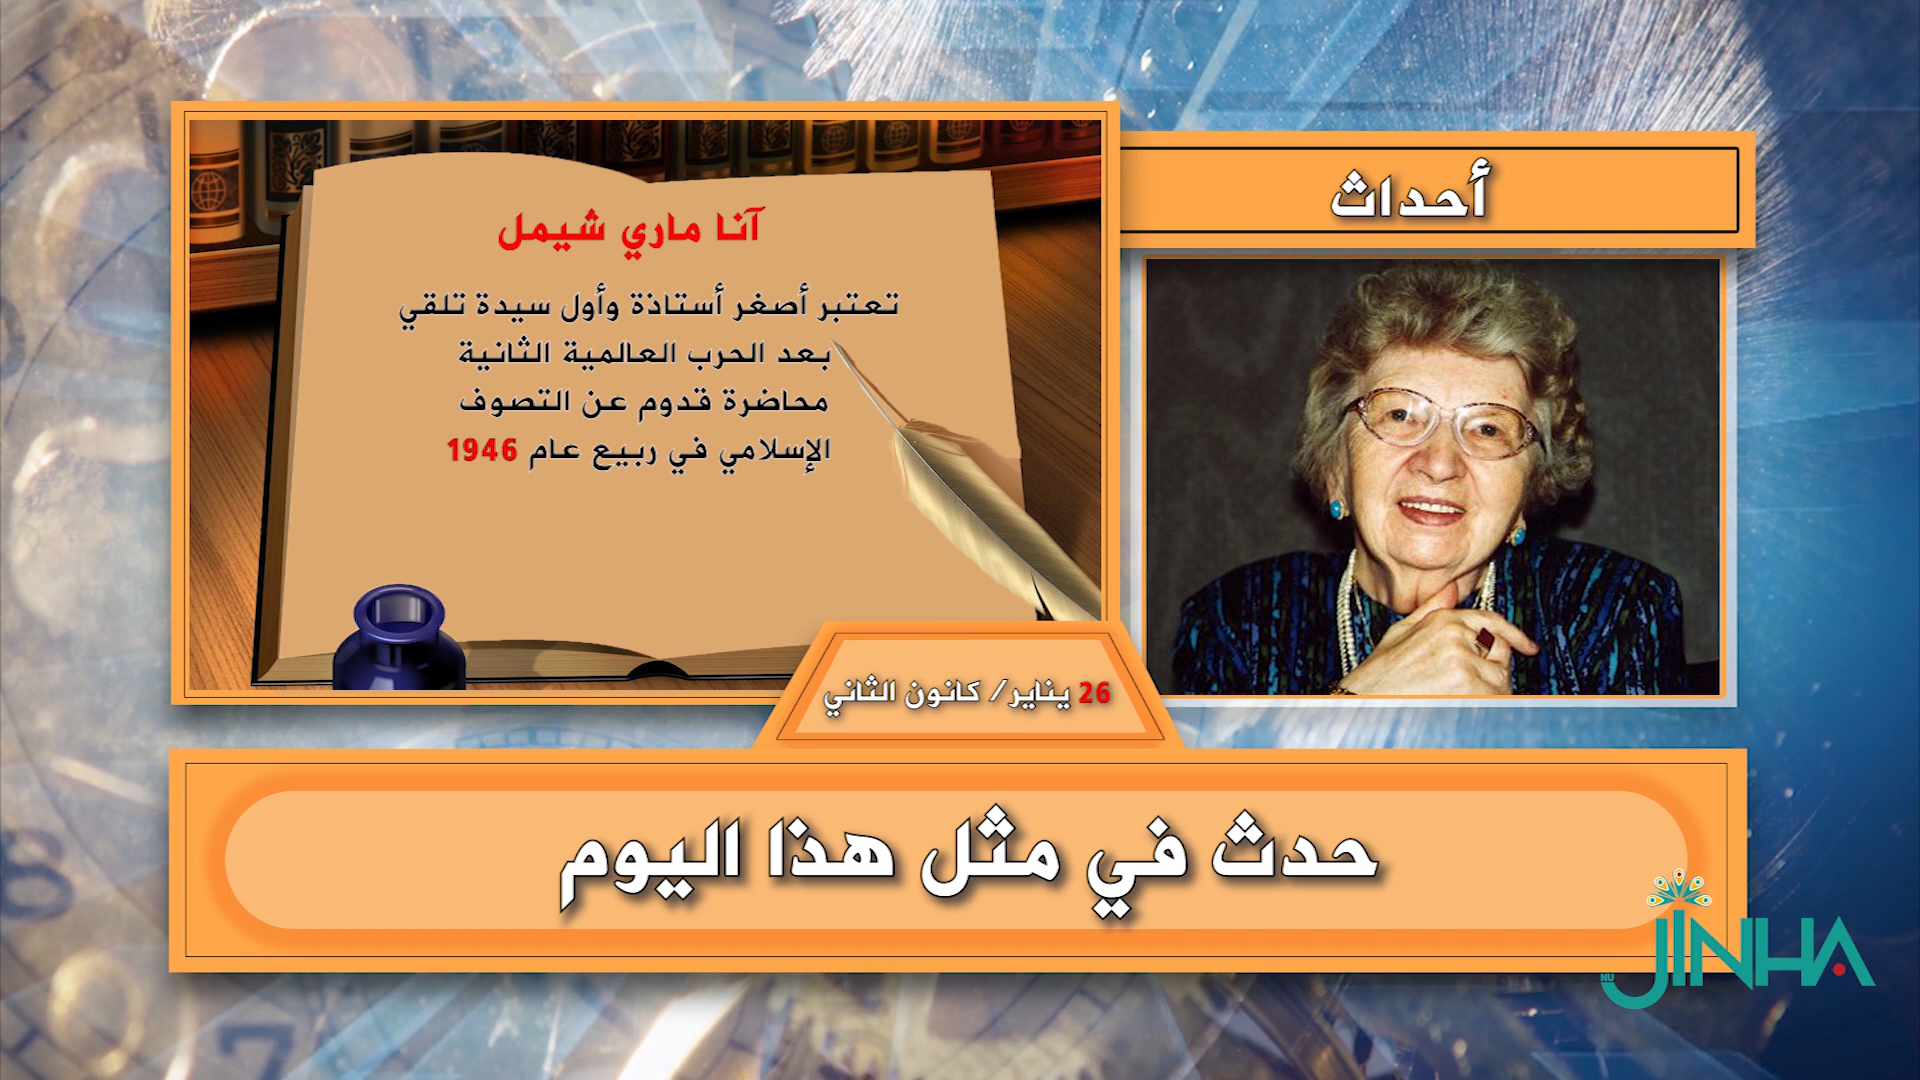 أحداث
آنا ماري شيمل
تعتبر أصغر أستاذة وأول سيدة تلقي
بعد الحرب العالمية الثانية
محاضرة قدوم عن التصوف
الإسلامي في ربيع عام 1946
26 يناير/ كانون الثاني
حدث في مثل هذا اليوم
NU JINHA